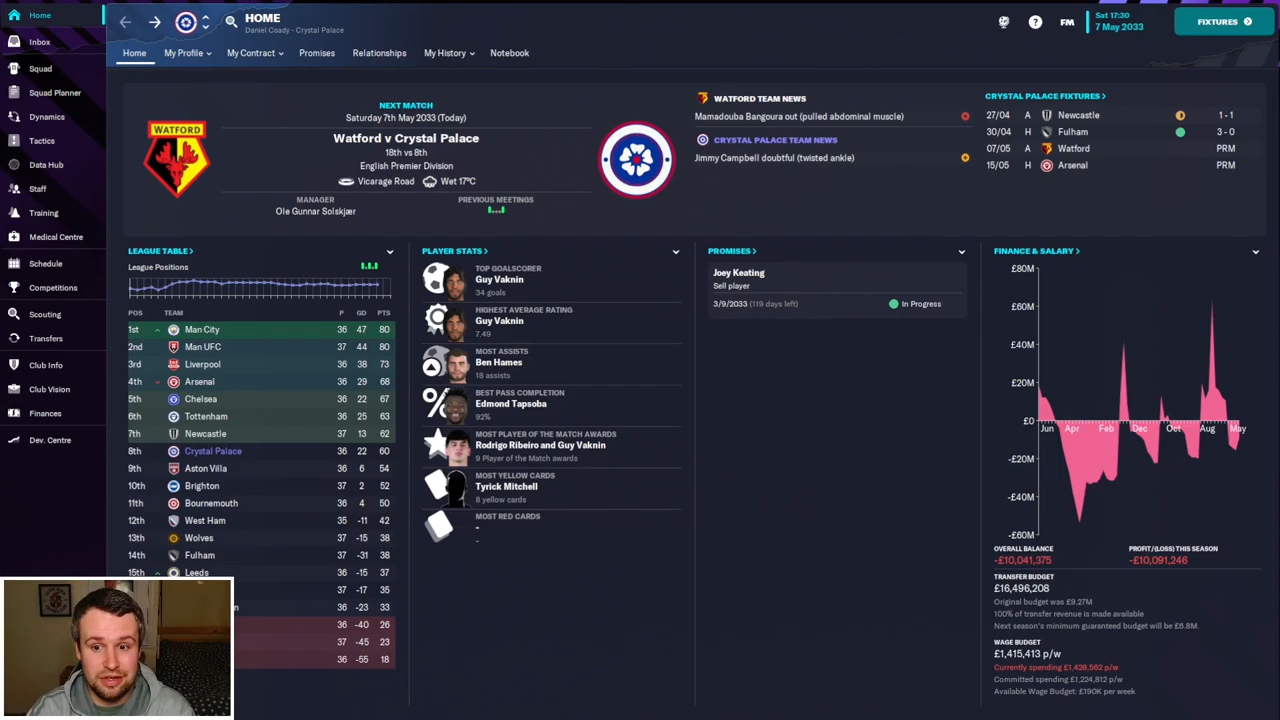 Home
Inbox
Squad
Squad Planner
Dynamics
Tactics
Data Hub
Staff
Training
Medical Centre
Schedule
Competitions
Scouting
Transfers
Club Info
Club Vision
Finances
Dev. Centre
HOME
Daniel Coady - Crystal Palace
FM
Sat 17:30
7 May 2033
FIXTURES
Home
My Profile
My Contract
Promises
Relationships
My History
Notebook
WATFORD
NEXT MATCH
Saturday 7th May 2033 (Today)
Watford v Crystal Palace
18th vs 8th
English Premier Division
Vicarage Road Wet 17°C
MANAGER
Ole Gunnar Solskjær
PREVIOUS MEETINGS
WATFORD TEAM NEWS
Mamadouba Bangoura out (pulled abdominal muscle)
CRYSTAL PALACE TEAM NEWS
Jimmy Campbell doubtful (twisted ankle)
CRYSTAL PALACE FIXTURES >
27/04 A Newcastle 1 - 1
30/04 H Fulham 3 - 0
07/05 A Watford PRM
15/05 H Arsenal PRM
LEAGUE TABLE >
League Positions
POS TEAM P GD PTS
1st Man City 36 47 80
2nd Man UFC 37 44 80
3rd Liverpool 36 38 73
4th Arsenal 36 29 68
5th Chelsea 36 22 67
6th Tottenham 36 25 63
7th Newcastle 37 13 62
8th Crystal Palace 36 22 60
9th Aston Villa 36 6 54
10th Brighton 37 2 52
11th Bournemouth 36 4 50
12th West Ham 35 -11 42
13th Wolves 37 -15 38
14th Fulham 37 -31 38
15th Leeds 36 -15 37
37 -17 35
n 36 -23 33
36 -40 26
37 -45 23
36 -55 18
PLAYER STATS >
TOP GOALSCORER
Guy Vaknin
34 goals
HIGHEST AVERAGE RATING
Guy Vaknin
7.49
MOST ASSISTS
Ben Hames
18 assists
BEST PASS COMPLETION
Edmond Tapsoba
92%
MOST PLAYER OF THE MATCH AWARDS
Rodrigo Ribeiro and Guy Vaknin
9 Player of the Match awards
MOST YELLOW CARDS
Tyrick Mitchell
8 yellow cards
MOST RED CARDS
-
-
PROMISES >
Joey Keating
Sell player
3/9/2033 (119 days left) In Progress
FINANCE & SALARY >
£80M
£60M
£40M
£20M
£0
-£20M
-£40M
-£60M
Jun Apr Feb Dec Oct Aug May
OVERALL BALANCE
-£10,041,375
PROFIT/(LOSS) THIS SEASON
-£10,091,246
TRANSFER BUDGET
£16,496,208
Original budget was £9.27M
100% of transfer revenue is made available
Next season's minimum guaranteed budget will be £6.8M.
WAGE BUDGET
£1,415,413 p/w
Currently spending £1,428,562 p/w
Committed spending £1,224,812 p/w
Available Wage Budget: £190K per week